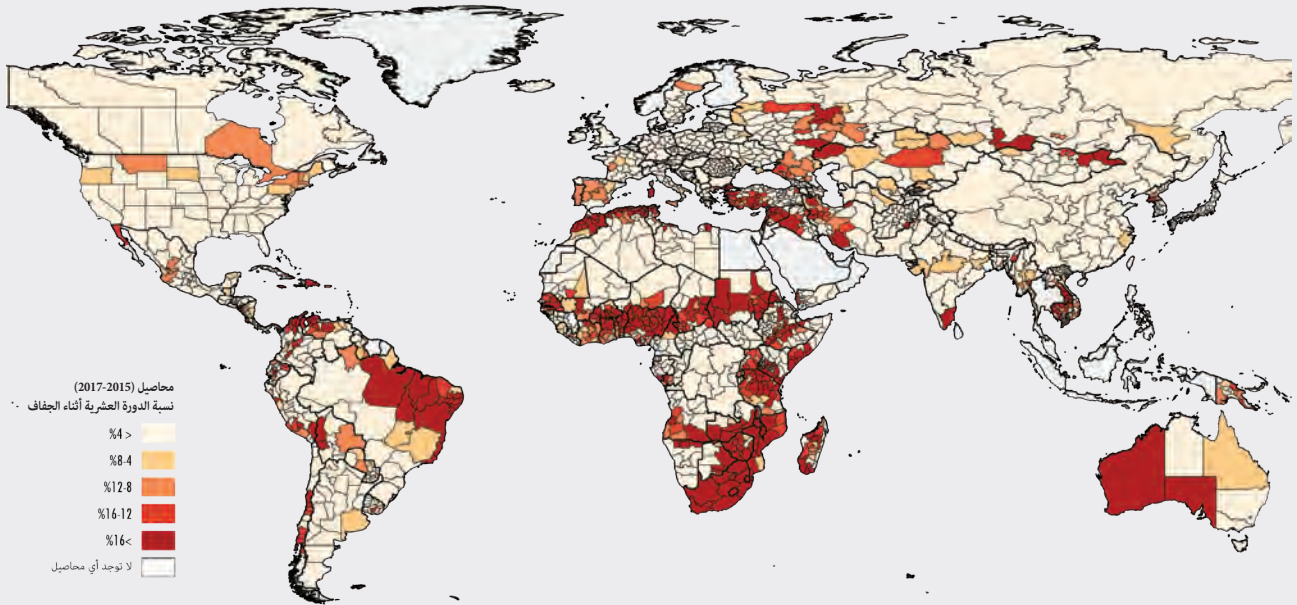 محاصيل (2015-2017)
نسبة الدورة العشرية أثناء الجفاف
%4 >
%8-4
%12-8
%16-12
%16<
لا توجد أي محاصيل